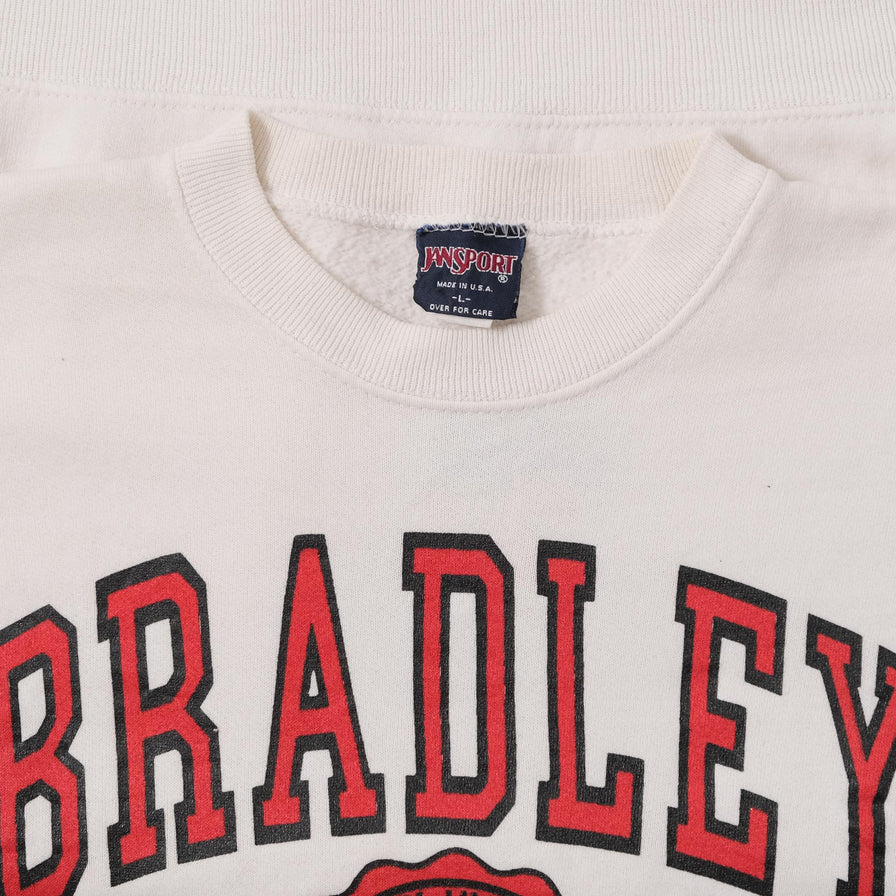 JANSPORT®
MADE IN U.S.A.
-L-
OVER FOR CARE
BRADLEY